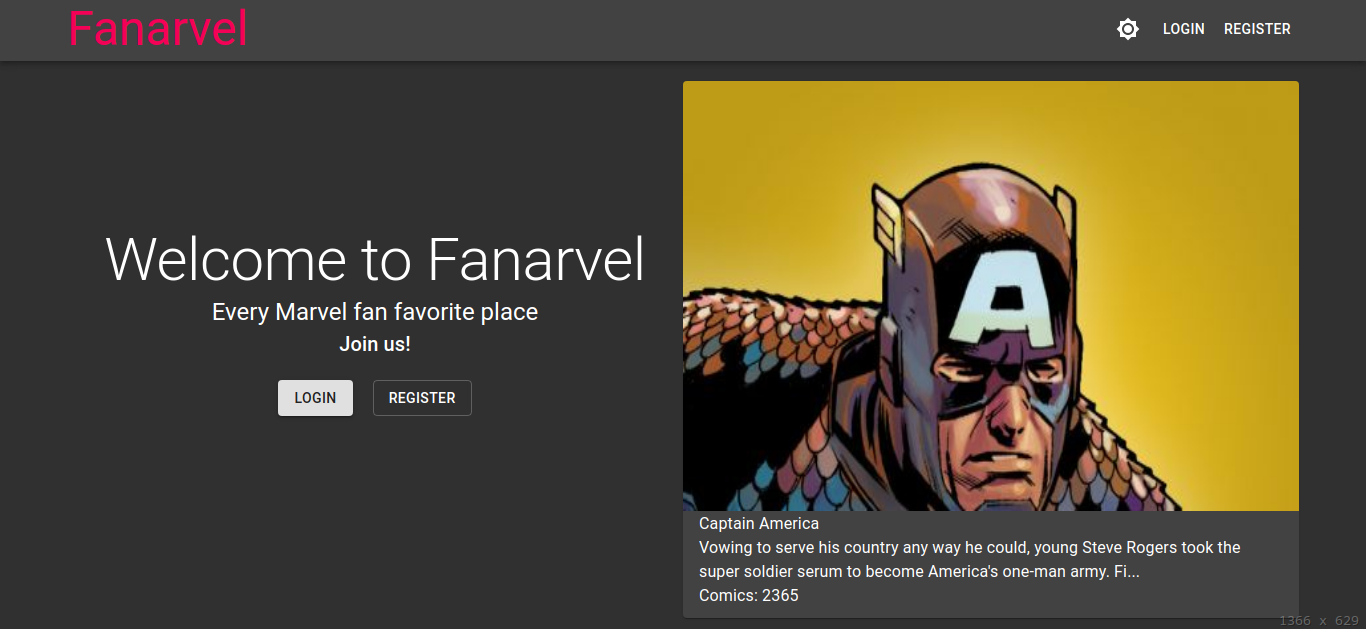 Fanarvel
LOGIN REGISTER
Welcome to Fanarvel
Every Marvel fan favorite place
Join us!
LOGIN REGISTER
A
Captain America
Vowing to serve his country any way he could, young Steve Rogers took the
super soldier serum to become America's one-man army. Fi...
Comics: 2365
1366 x 629